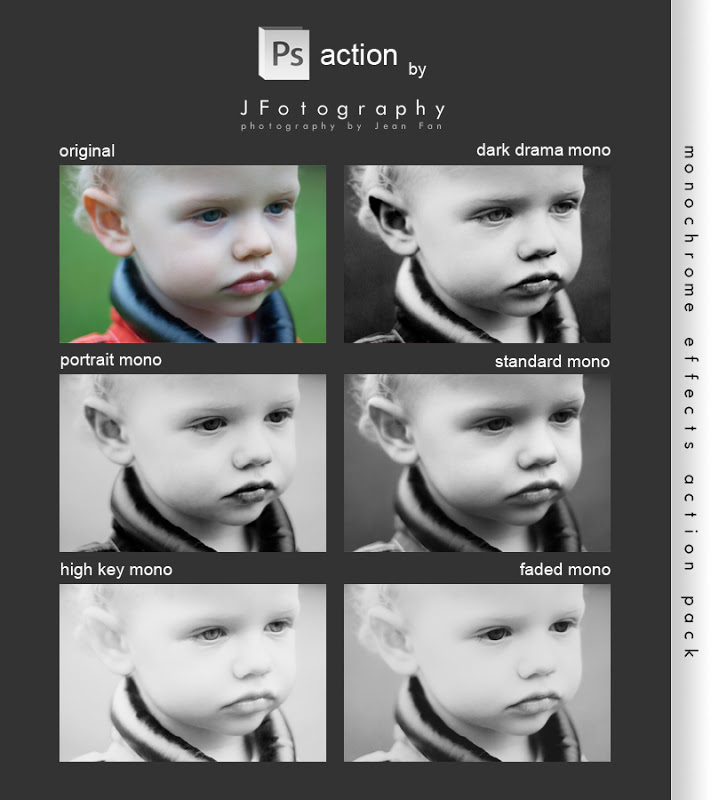 Ps action by
JFotography
photography by Jean Fan
original
dark drama mono
portrait mono
standard mono
high key mono
faded mono
monochrome effects action pack